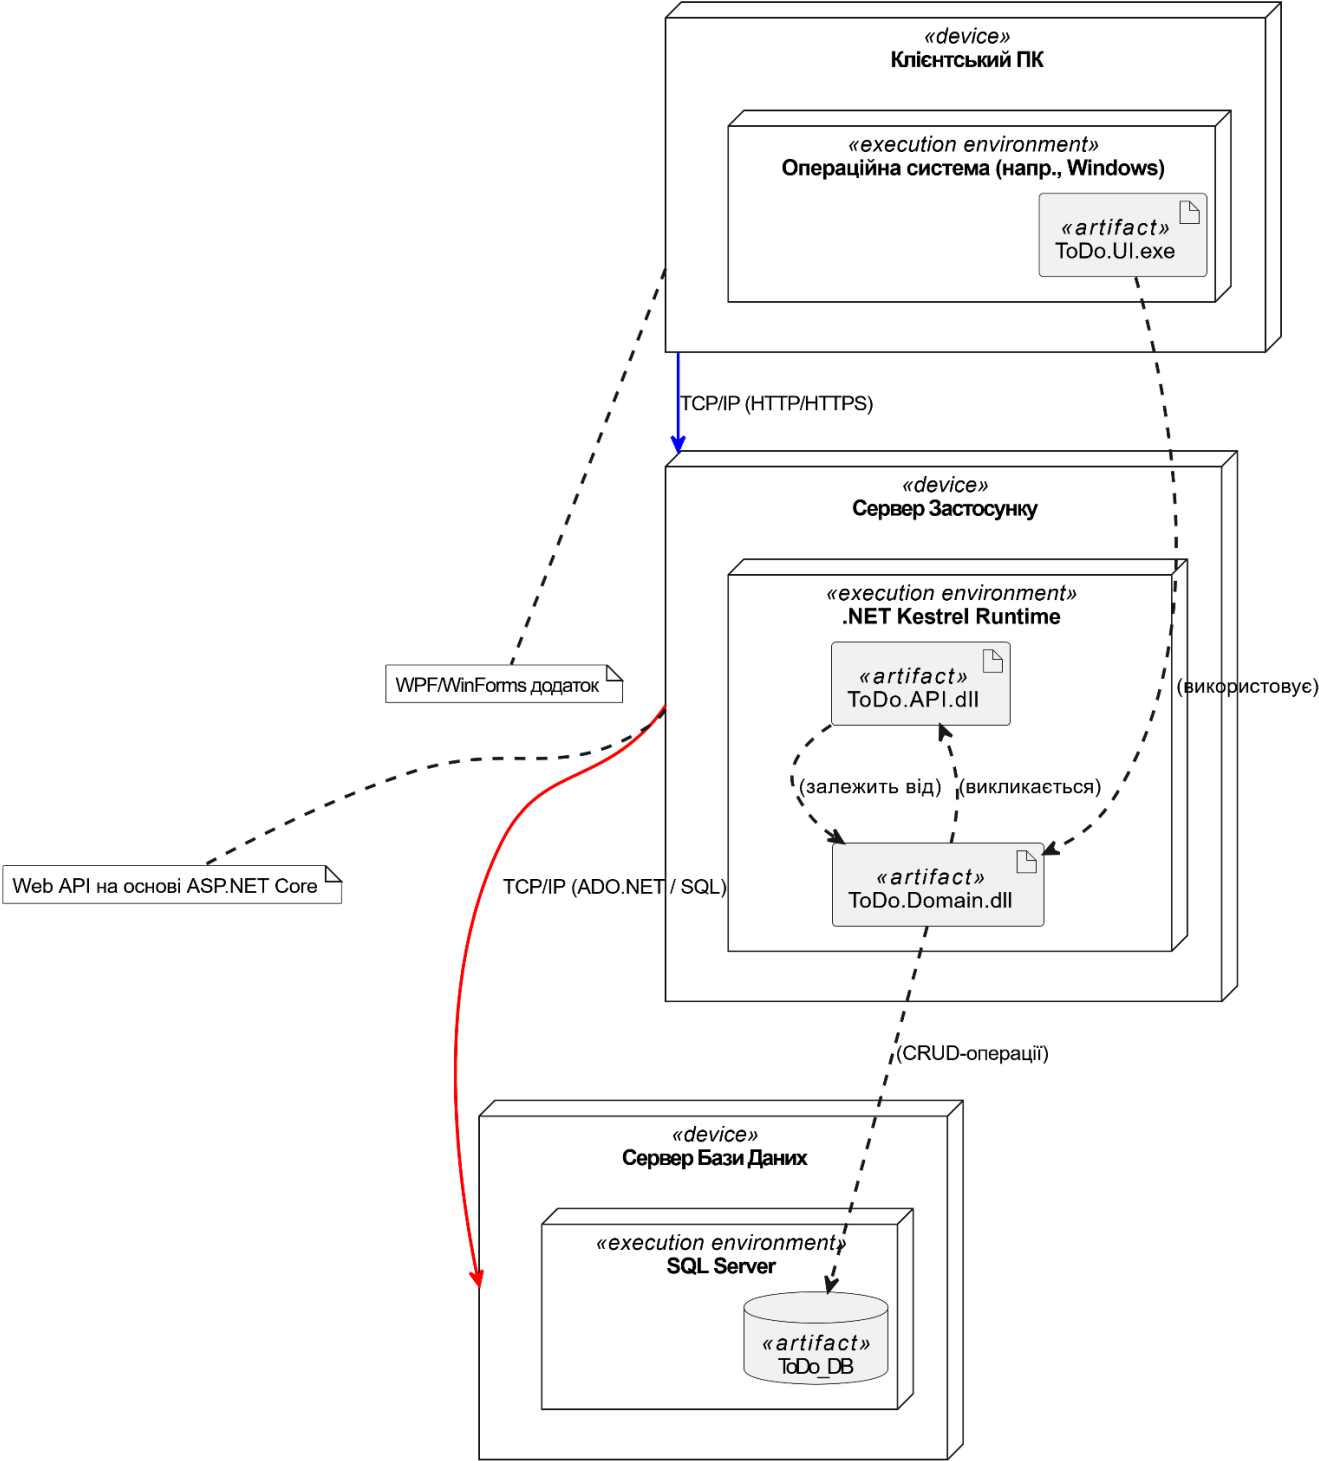 «device»
Клієнтський ПК
«execution environment»
Операційна система (напр., Windows)
«artifact»
ToDo.UI.exe
TCP/IP (HTTP/HTTPS)
«device»
Сервер Застосунку
«execution environment»
.NET Kestrel Runtime
«artifact»
ToDo.API.dll
WPF/WinForms додаток
(використовує)
(залежить від)
(викликається)
Web API на основі ASP.NET Core
TCP/IP (ADO.NET / SQL)
«artifact»
ToDo.Domain.dll
(CRUD-операції)
«device»
Сервер Бази Даних
«execution environment»
SQL Server
«artifact»
ToDo_DB